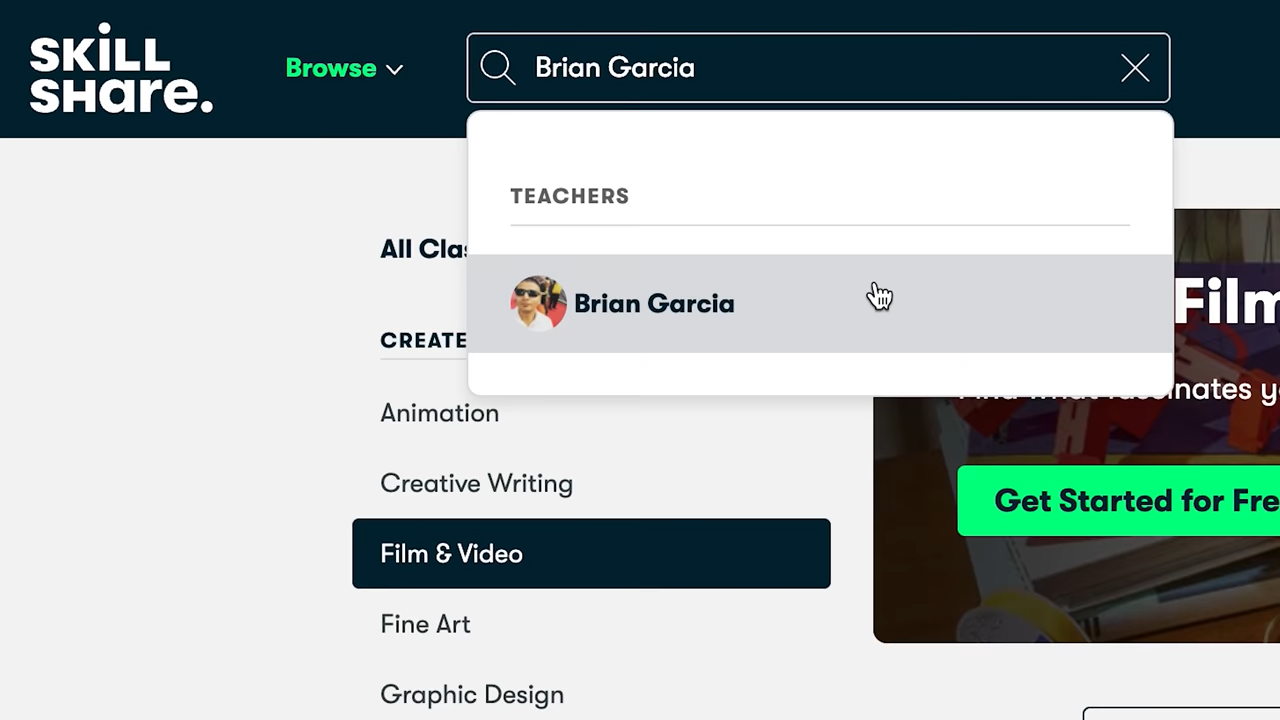 SKiLL
SHare.
Browse
Brian Garcia
TEACHERS
All Clas
Brian Garcia
Film
CREATE
nates y
Animation
Creative Writing
Get Started for Fre
Film & Video
Fine Art
Graphic Design